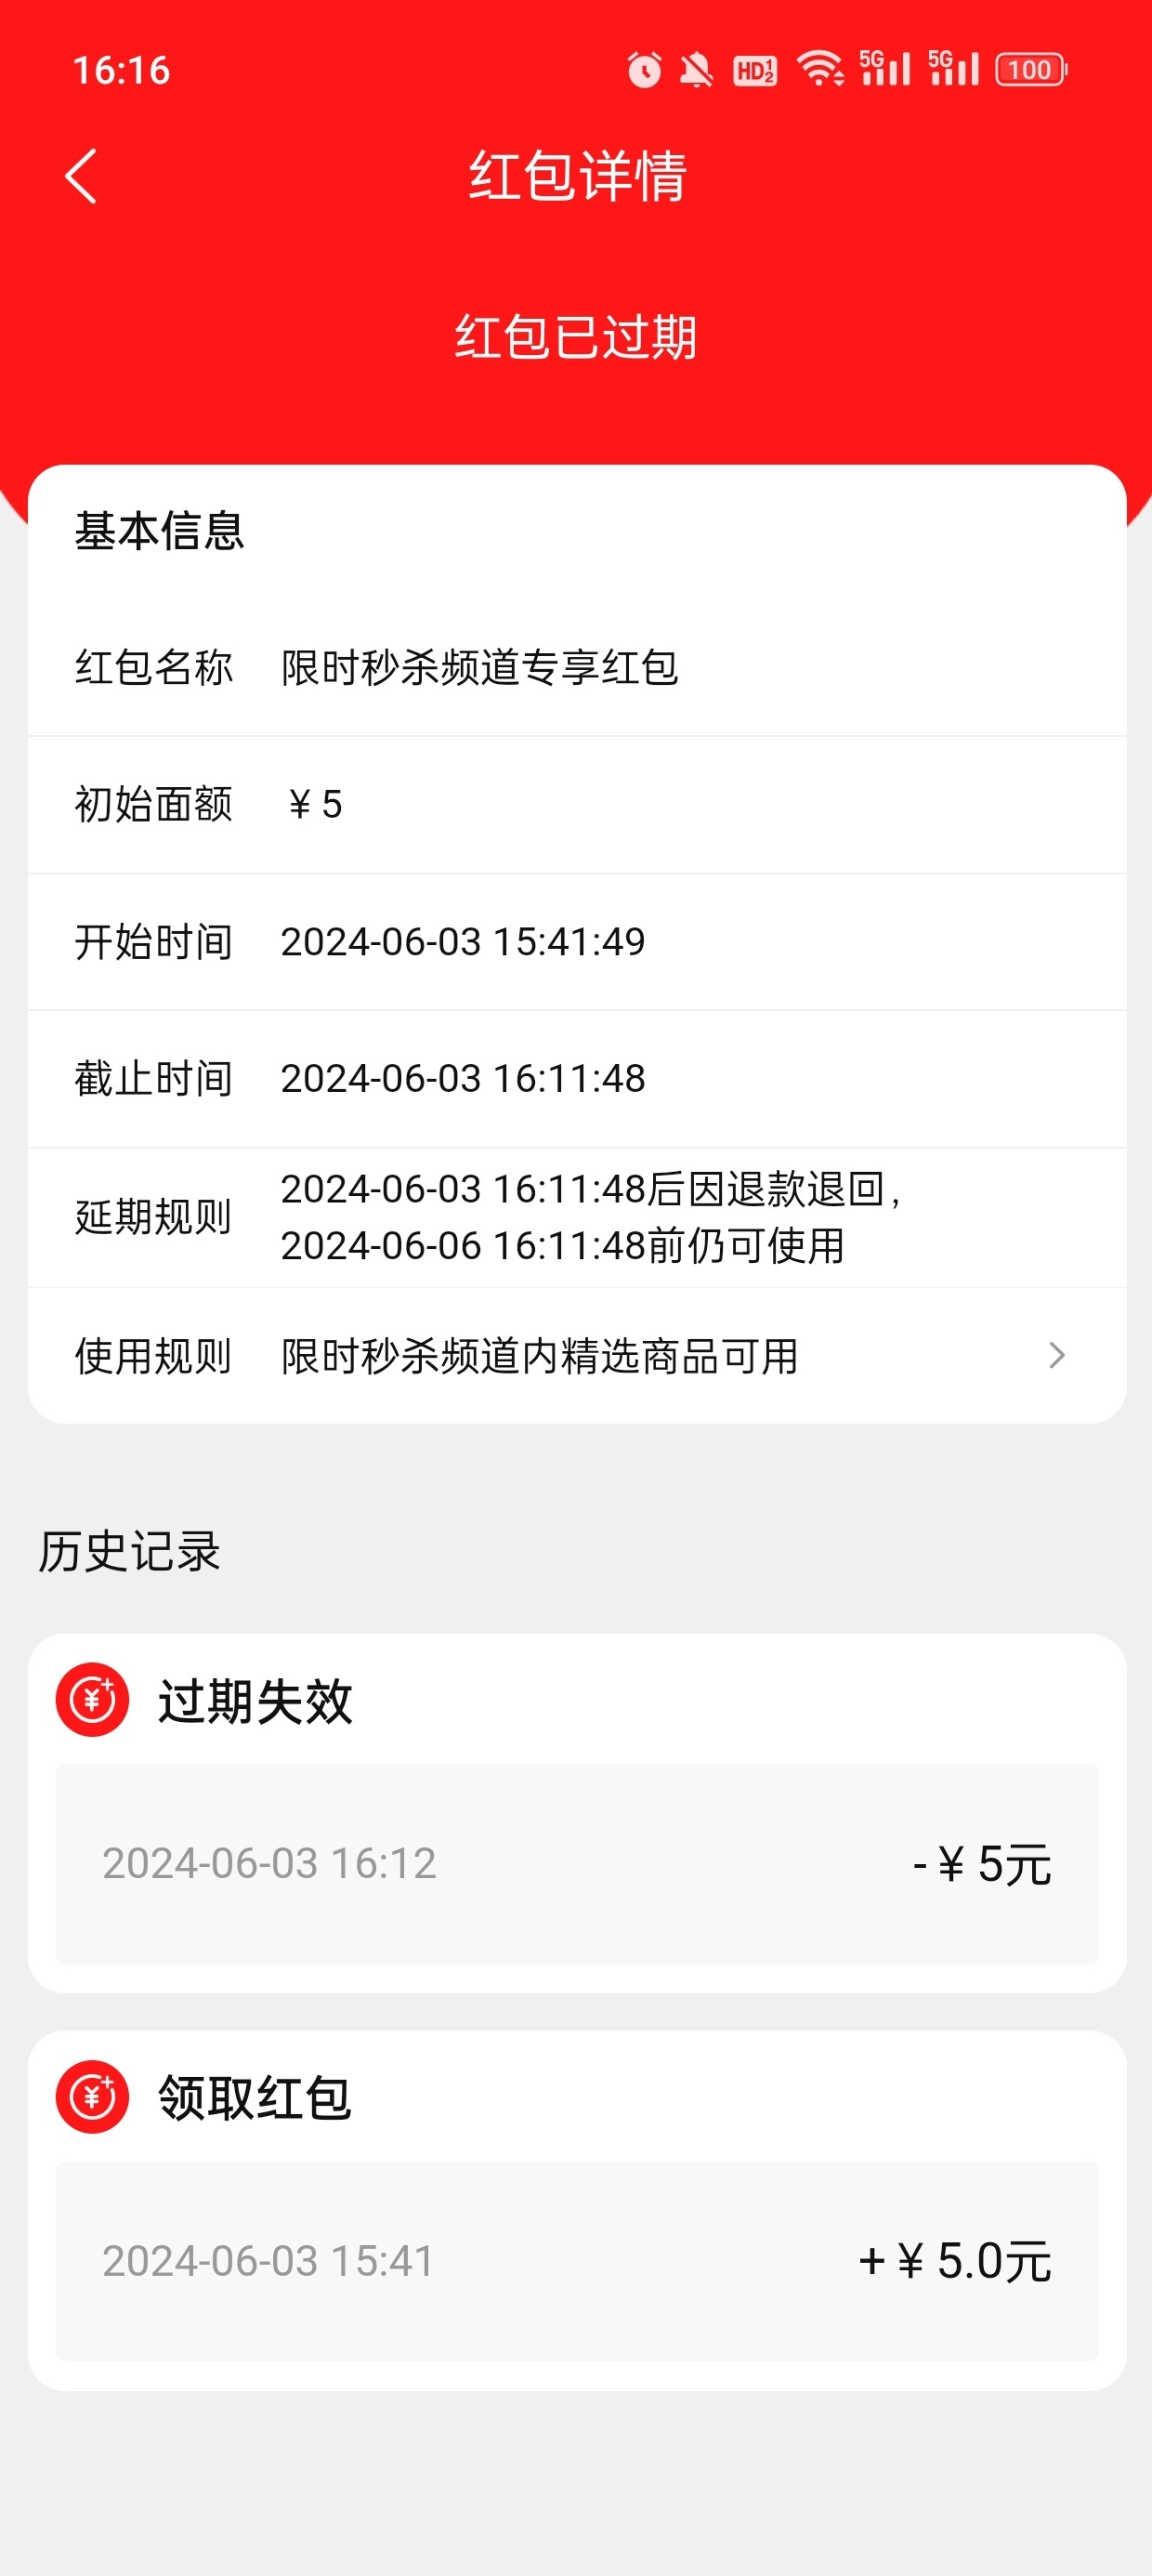 16:16
HD 1 2
5G
5G
100
红包详情
红包已过期
基本信息
红包名称 限时秒杀频道专享红包
初始面额 ¥ 5
开始时间 2024-06-03 15:41:49
截止时间 2024-06-03 16:11:48
延期规则 2024-06-03 16:11:48后因退款退回，
2024-06-06 16:11:48前仍可使用
使用规则 限时秒杀频道内精选商品可用
历史记录
过期失效
2024-06-03 16:12 -¥5元
领取红包
2024-06-03 15:41 +¥5.0元